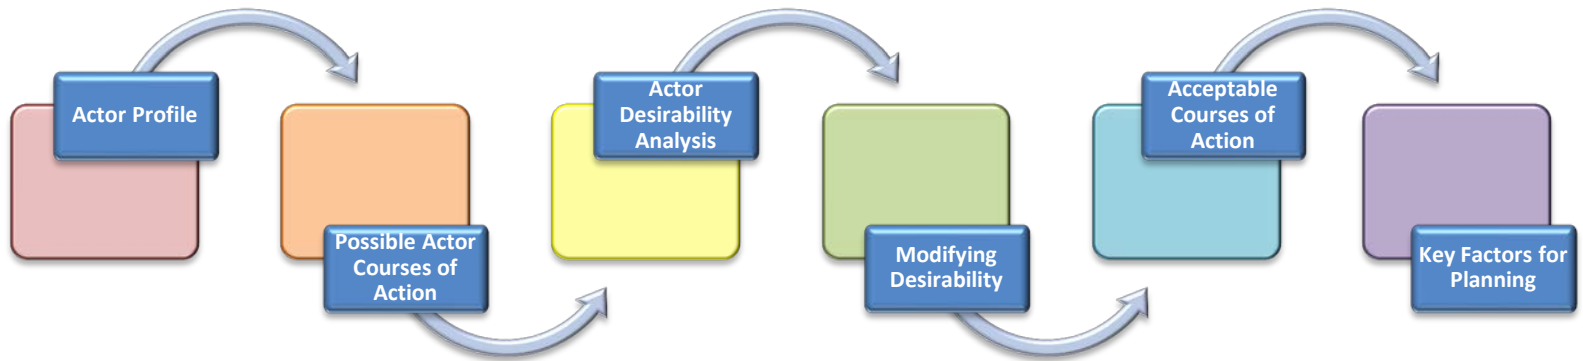 Actor Profile
Possible Actor
Courses of
Action
Actor
Desirability
Analysis
Modifying
Desirability
Acceptable
Courses of
Action
Key Factors for
Planning